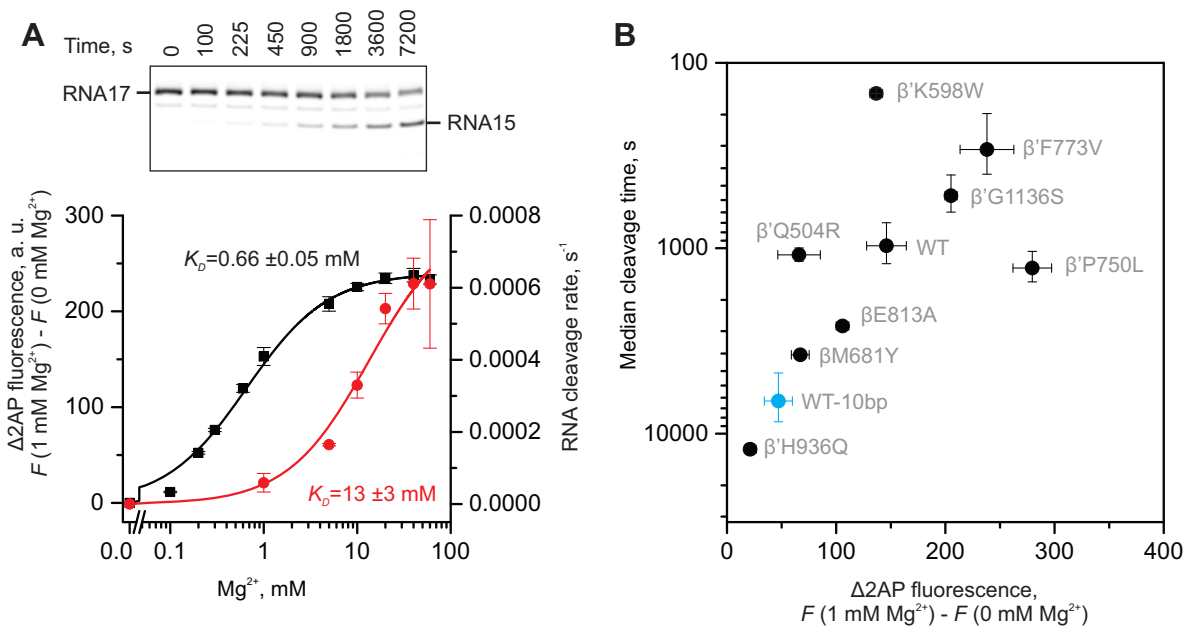 A
Time, s
0
100
225
450
900
1800
3600
7200
RNA17
RNA15
Δ2AP fluorescence, a. u.
F (1 mM Mg²⁺) - F (0 mM Mg²⁺)
300
200
100
0
K_D=0.66 ±0.05 mM
K_D=13 ±3 mM
0.0008
0.0006
0.0004
0.0002
0.0000
RNA cleavage rate, s⁻¹
0.0
0.1
1
10
100
Mg²⁺, mM
B
Median cleavage time, s
100
1000
10000
β'K598W
β'F773V
β'G1136S
β'Q504R
WT
β'P750L
βE813A
βM681Y
WT-10bp
β'H936Q
0
100
200
300
400
Δ2AP fluorescence,
F (1 mM Mg²⁺) - F (0 mM Mg²⁺)